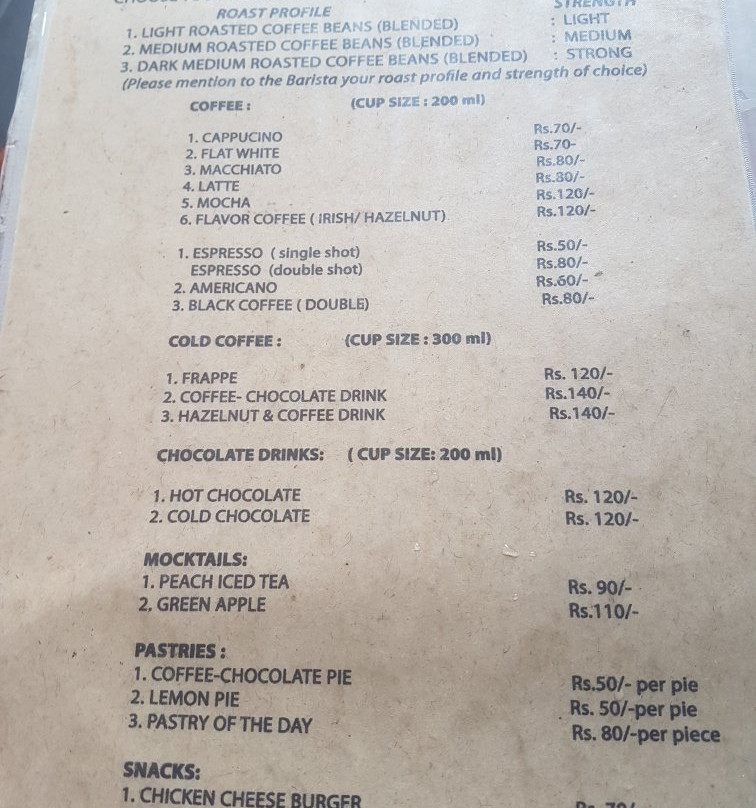 ROAST PROFILE STRENGTH
1. LIGHT ROASTED COFFEE BEANS (BLENDED) : LIGHT
2. MEDIUM ROASTED COFFEE BEANS (BLENDED) : MEDIUM
3. DARK MEDIUM ROASTED COFFEE BEANS (BLENDED) : STRONG
(Please mention to the Barista your roast profile and strength of choice)
COFFEE : (CUP SIZE : 200 ml)
1. CAPPUCINO Rs.70/-
2. FLAT WHITE Rs.70-
3. MACCHIATO Rs.80/-
4. LATTE Rs.80/-
5. MOCHA Rs.120/-
6. FLAVOR COFFEE ( IRISH/ HAZELNUT) Rs.120/-
1. ESPRESSO ( single shot) Rs.50/-
ESPRESSO (double shot) Rs.80/-
2. AMERICANO Rs.60/-
3. BLACK COFFEE ( DOUBLE) Rs.80/-
COLD COFFEE : (CUP SIZE : 300 ml)
1. FRAPPE Rs. 120/-
2. COFFEE- CHOCOLATE DRINK Rs.140/-
3. HAZELNUT & COFFEE DRINK Rs.140/-
CHOCOLATE DRINKS: ( CUP SIZE: 200 ml)
1. HOT CHOCOLATE Rs. 120/-
2. COLD CHOCOLATE Rs. 120/-
MOCKTAILS:
1. PEACH ICED TEA Rs. 90/-
2. GREEN APPLE Rs.110/-
PASTRIES :
1. COFFEE-CHOCOLATE PIE Rs.50/- per pie
2. LEMON PIE Rs. 50/-per pie
3. PASTRY OF THE DAY Rs. 80/-per piece
SNACKS:
1. CHICKEN CHEESE BURGER